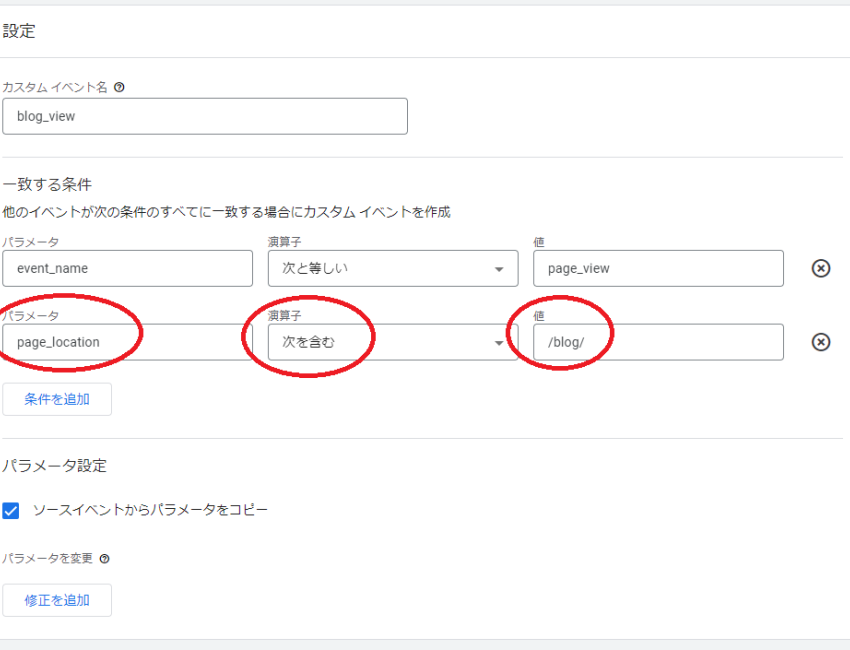 設定
カスタム イベント名
blog_view
一致する条件
他のイベントが次の条件のすべてに一致する場合にカスタム イベントを作成
パラメータ 演算子 値
event_name 次と等しい page_view
パラメータ 演算子 値
page_location 次を含む /blog/
条件を追加
パラメータ設定
ソースイベントからパラメータをコピー
パラメータを変更
修正を追加